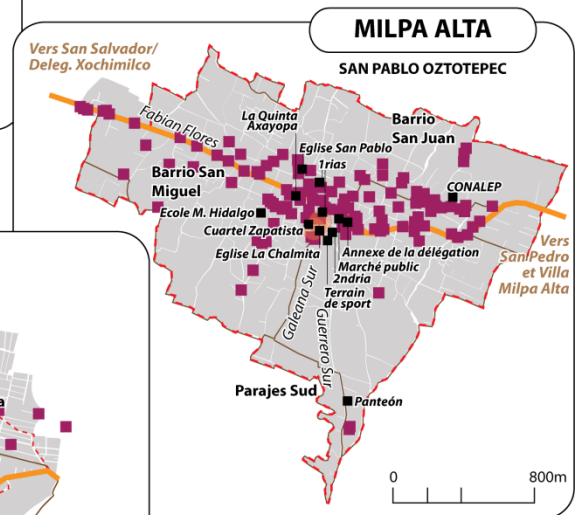 MILPA ALTA
SAN PABLO OZTOTEPEC
Vers San Salvador/
Deleg. Xochimilco
Fabian Flores
La Quinta
Axayopa
Eglise San Pablo
1rias
Barrio
San Juan
Barrio San
Miguel
CONALEP
Ecole M. Hidalgo
Cuartel Zapatista
Eglise La Chalmita
Annexe de la délégation
Marché public
2ndria
Terrain
de sport
Vers
San Pedro
et Villa
Milpa Alta
Galeana Sur
Guerrero Sur
Parajes Sud
Panteón
a
0
800m